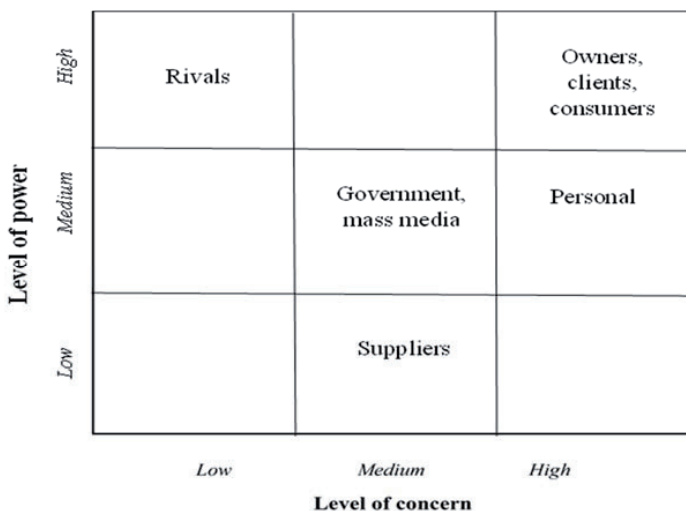 High
Rivals
Owners,
clients,
consumers
Level of power
Medium
Government,
mass media
Personal
Low
Suppliers
Low
Medium
High
Level of concern